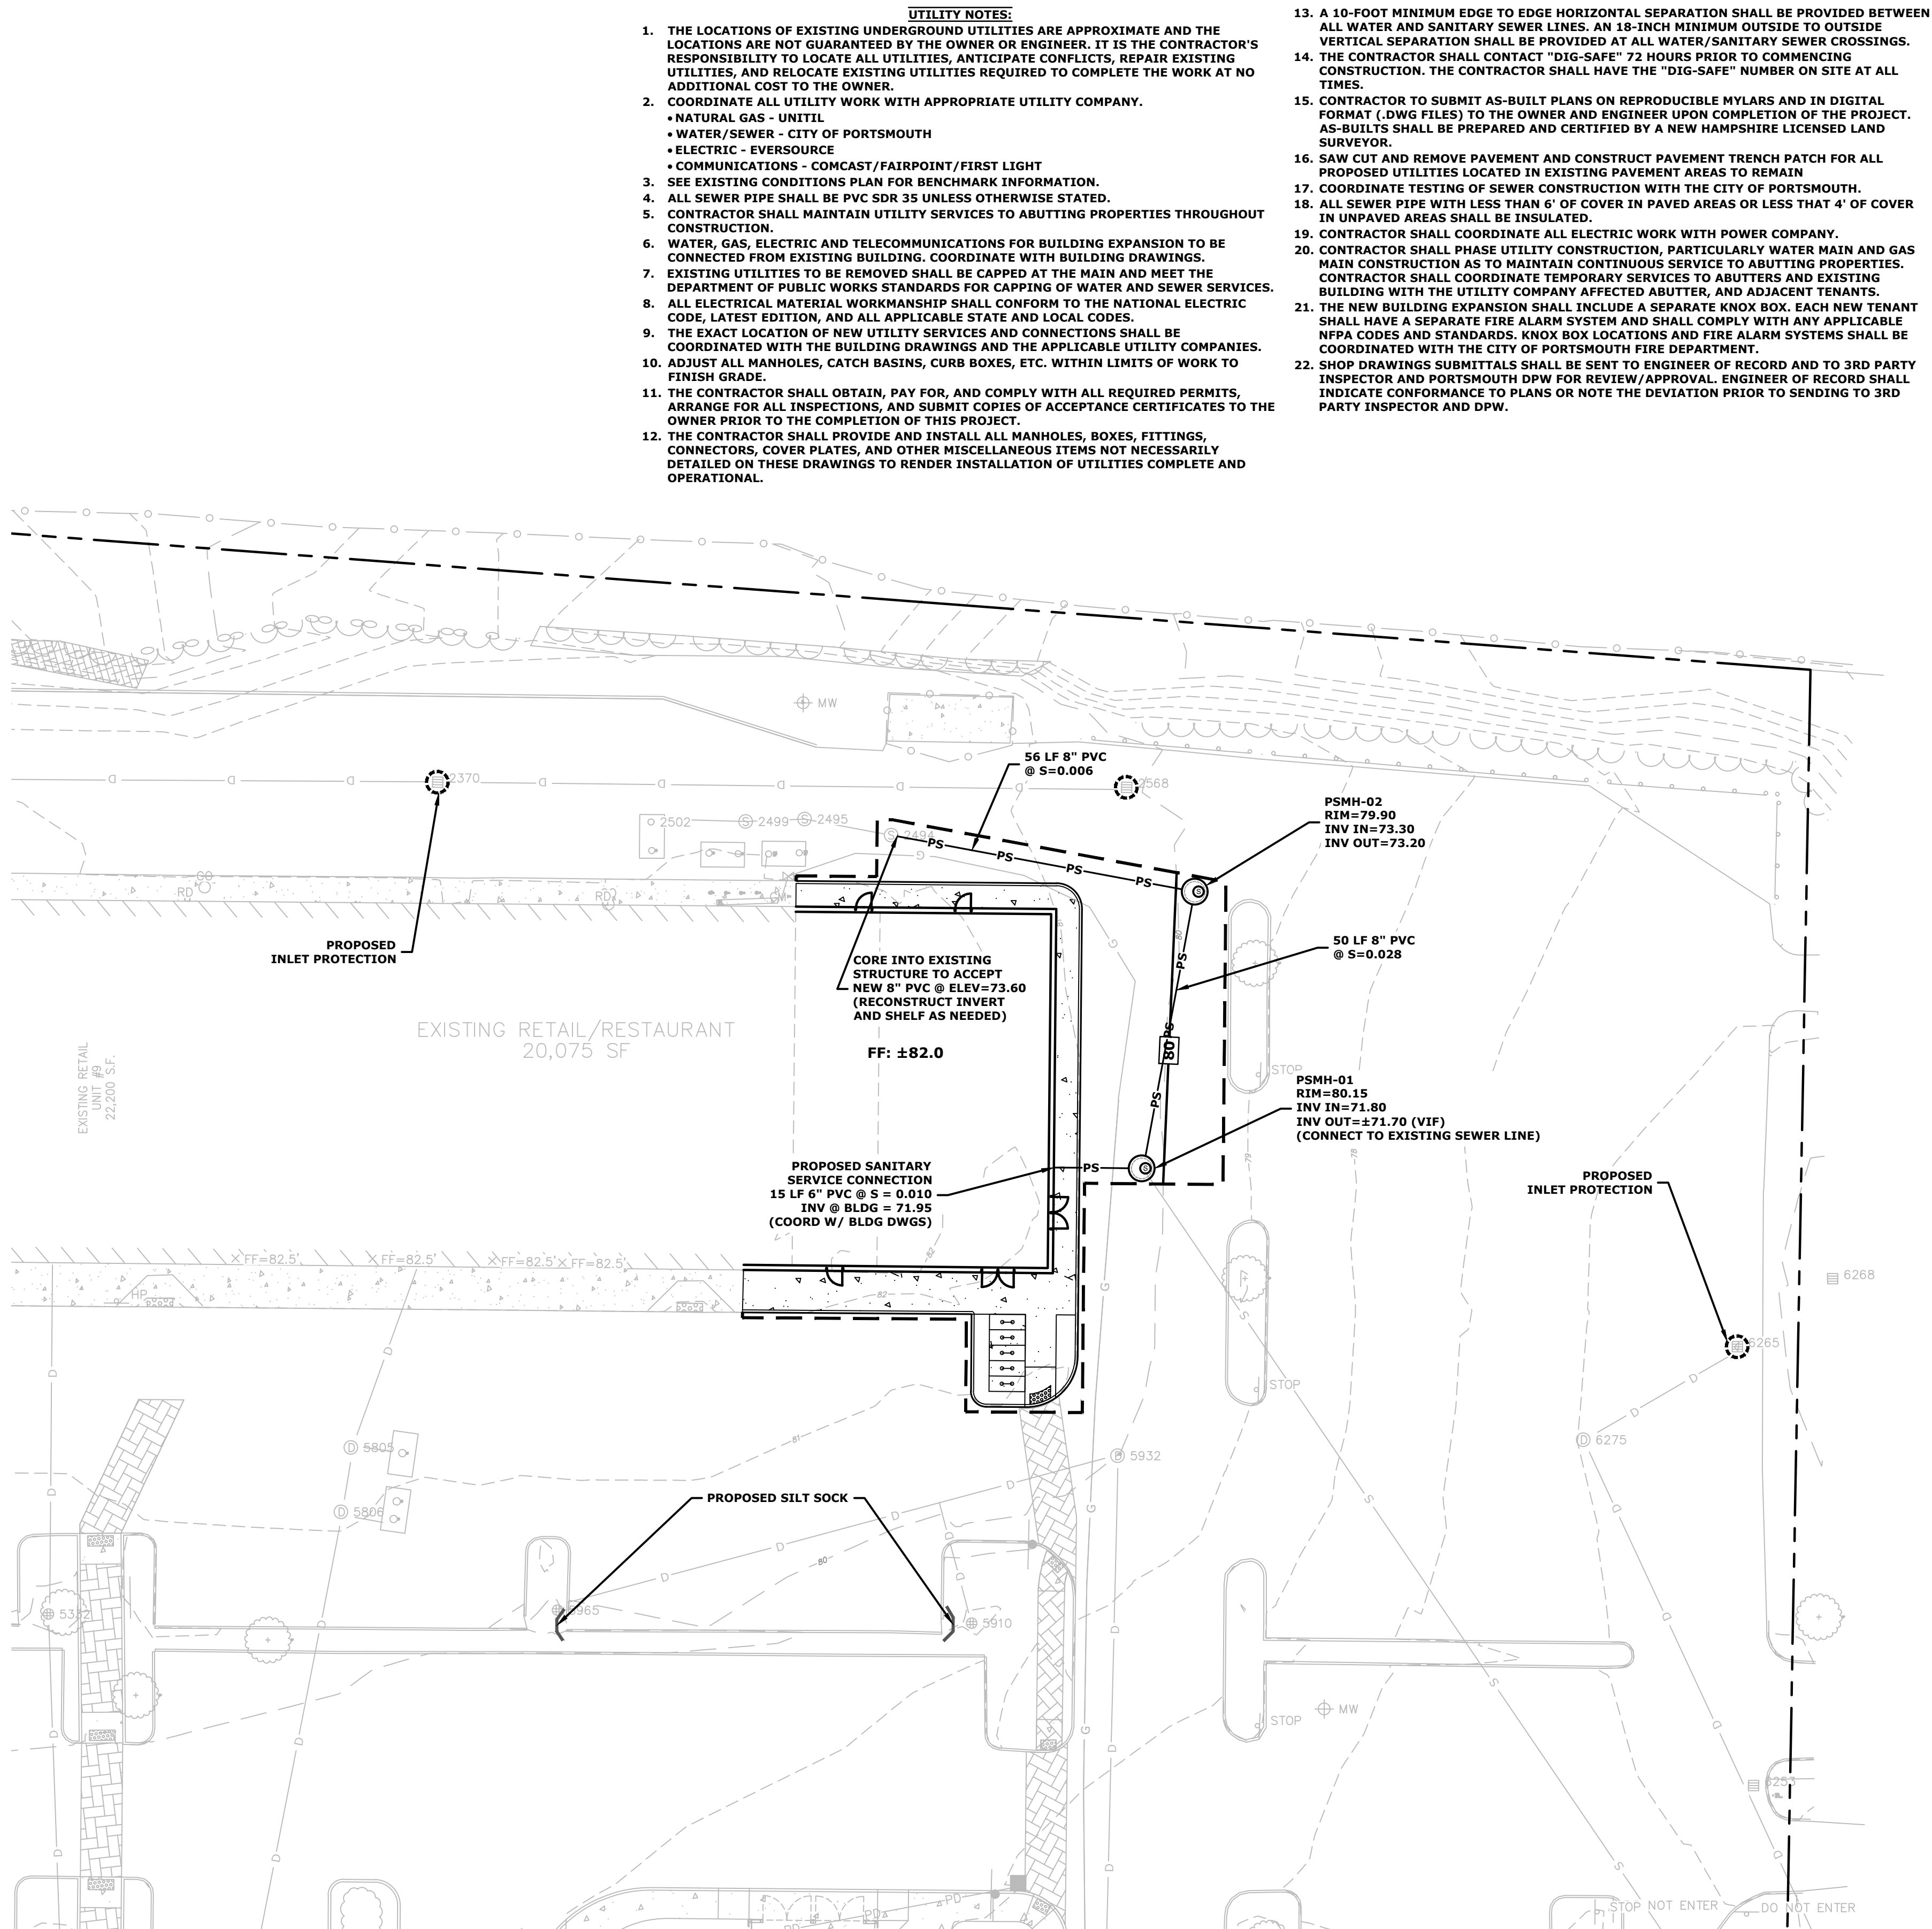 UTILITY NOTES:
1. THE LOCATIONS OF EXISTING UNDERGROUND UTILITIES ARE APPROXIMATE AND THE
LOCATIONS ARE NOT GUARANTEED BY THE OWNER OR ENGINEER. IT IS THE CONTRACTOR'S
RESPONSIBILITY TO LOCATE ALL UTILITIES, ANTICIPATE CONFLICTS, REPAIR EXISTING
UTILITIES, AND RELOCATE EXISTING UTILITIES REQUIRED TO COMPLETE THE WORK AT NO
ADDITIONAL COST TO THE OWNER.
2. COORDINATE ALL UTILITY WORK WITH APPROPRIATE UTILITY COMPANY.
• NATURAL GAS - UNITIL
• WATER/SEWER - CITY OF PORTSMOUTH
• ELECTRIC - EVERSOURCE
• COMMUNICATIONS - COMCAST/FAIRPOINT/FIRST LIGHT
3. SEE EXISTING CONDITIONS PLAN FOR BENCHMARK INFORMATION.
4. ALL SEWER PIPE SHALL BE PVC SDR 35 UNLESS OTHERWISE STATED.
5. CONTRACTOR SHALL MAINTAIN UTILITY SERVICES TO ABUTTING PROPERTIES THROUGHOUT
CONSTRUCTION.
6. WATER, GAS, ELECTRIC AND TELECOMMUNICATIONS FOR BUILDING EXPANSION TO BE
CONNECTED FROM EXISTING BUILDING. COORDINATE WITH BUILDING DRAWINGS.
7. EXISTING UTILITIES TO BE REMOVED SHALL BE CAPPED AT THE MAIN AND MEET THE
DEPARTMENT OF PUBLIC WORKS STANDARDS FOR CAPPING OF WATER AND SEWER SERVICES.
8. ALL ELECTRICAL MATERIAL WORKMANSHIP SHALL CONFORM TO THE NATIONAL ELECTRIC
CODE, LATEST EDITION, AND ALL APPLICABLE STATE AND LOCAL CODES.
9. THE EXACT LOCATION OF NEW UTILITY SERVICES AND CONNECTIONS SHALL BE
COORDINATED WITH THE BUILDING DRAWINGS AND THE APPLICABLE UTILITY COMPANIES.
10. ADJUST ALL MANHOLES, CATCH BASINS, CURB BOXES, ETC. WITHIN LIMITS OF WORK TO
FINISH GRADE.
11. THE CONTRACTOR SHALL OBTAIN, PAY FOR, AND COMPLY WITH ALL REQUIRED PERMITS,
ARRANGE FOR ALL INSPECTIONS, AND SUBMIT COPIES OF ACCEPTANCE CERTIFICATES TO THE
OWNER PRIOR TO THE COMPLETION OF THIS PROJECT.
12. THE CONTRACTOR SHALL PROVIDE AND INSTALL ALL MANHOLES, BOXES, FITTINGS,
CONNECTORS, COVER PLATES, AND OTHER MISCELLANEOUS ITEMS NOT NECESSARILY
DETAILED ON THESE DRAWINGS TO RENDER INSTALLATION OF UTILITIES COMPLETE AND
OPERATIONAL.
13. A 10-FOOT MINIMUM EDGE TO EDGE HORIZONTAL SEPARATION SHALL BE PROVIDED BETWEEN
ALL WATER AND SANITARY SEWER LINES. AN 18-INCH MINIMUM OUTSIDE TO OUTSIDE
VERTICAL SEPARATION SHALL BE PROVIDED AT ALL WATER/SANITARY SEWER CROSSINGS.
14. THE CONTRACTOR SHALL CONTACT "DIG-SAFE" 72 HOURS PRIOR TO COMMENCING
CONSTRUCTION. THE CONTRACTOR SHALL HAVE THE "DIG-SAFE" NUMBER ON SITE AT ALL
TIMES.
15. CONTRACTOR TO SUBMIT AS-BUILT PLANS ON REPRODUCIBLE MYLARS AND IN DIGITAL
FORMAT (.DWG FILES) TO THE OWNER AND ENGINEER UPON COMPLETION OF THE PROJECT.
AS-BUILTS SHALL BE PREPARED AND CERTIFIED BY A NEW HAMPSHIRE LICENSED LAND
SURVEYOR.
16. SAW CUT AND REMOVE PAVEMENT AND CONSTRUCT PAVEMENT TRENCH PATCH FOR ALL
PROPOSED UTILITIES LOCATED IN EXISTING PAVEMENT AREAS TO REMAIN
17. COORDINATE TESTING OF SEWER CONSTRUCTION WITH THE CITY OF PORTSMOUTH.
18. ALL SEWER PIPE WITH LESS THAN 6' OF COVER IN PAVED AREAS OR LESS THAT 4' OF COVER
IN UNPAVED AREAS SHALL BE INSULATED.
19. CONTRACTOR SHALL COORDINATE ALL ELECTRIC WORK WITH POWER COMPANY.
20. CONTRACTOR SHALL PHASE UTILITY CONSTRUCTION, PARTICULARLY WATER MAIN AND GAS
MAIN CONSTRUCTION AS TO MAINTAIN CONTINUOUS SERVICE TO ABUTTING PROPERTIES.
CONTRACTOR SHALL COORDINATE TEMPORARY SERVICES TO ABUTTERS AND EXISTING
BUILDING WITH THE UTILITY COMPANY AFFECTED ABUTTER, AND ADJACENT TENANTS.
21. THE NEW BUILDING EXPANSION SHALL INCLUDE A SEPARATE KNOX BOX. EACH NEW TENANT
SHALL HAVE A SEPARATE FIRE ALARM SYSTEM AND SHALL COMPLY WITH ANY APPLICABLE
NFPA CODES AND STANDARDS. KNOX BOX LOCATIONS AND FIRE ALARM SYSTEMS SHALL BE
COORDINATED WITH THE CITY OF PORTSMOUTH FIRE DEPARTMENT.
22. SHOP DRAWINGS SUBMITTALS SHALL BE SENT TO ENGINEER OF RECORD AND TO 3RD PARTY
INSPECTOR AND PORTSMOUTH DPW FOR REVIEW/APPROVAL. ENGINEER OF RECORD SHALL
INDICATE CONFORMANCE TO PLANS OR NOTE THE DEVIATION PRIOR TO SENDING TO 3RD
PARTY INSPECTOR AND DPW.
MW
56 LF 8" PVC
@ S=0.006
2370
2568
PSMH-02
RIM=79.90
INV IN=73.30
INV OUT=73.20
2502
2499
2495
2494
PS PS PS PS
CO
RD
RD
PROPOSED
INLET PROTECTION
50 LF 8" PVC
@ S=0.028
CORE INTO EXISTING
STRUCTURE TO ACCEPT
NEW 8" PVC @ ELEV=73.60
(RECONSTRUCT INVERT
AND SHELF AS NEEDED)
EXISTING RETAIL/RESTAURANT
20,075 SF
FF: ±82.0
80
EXISTING RETAIL
UNIT #9
22,200 S.F.
STOP
PSMH-01
RIM=80.15
INV IN=71.80
INV OUT=±71.70 (VIF)
(CONNECT TO EXISTING SEWER LINE)
79
78
PROPOSED SANITARY
SERVICE CONNECTION
15 LF 6" PVC @ S = 0.010
INV @ BLDG = 71.95
(COORD W/ BLDG DWGS)
PS
PROPOSED
INLET PROTECTION
82
FF=82.5' FF=82.5' FF=82.5' FF=82.5'
6268
HP
82
6265
STOP
81
5805
5932
6275
5806
PROPOSED SILT SOCK
80
5910
MW
STOP
6253
PD
STOP NOT ENTER
DO NOT ENTER